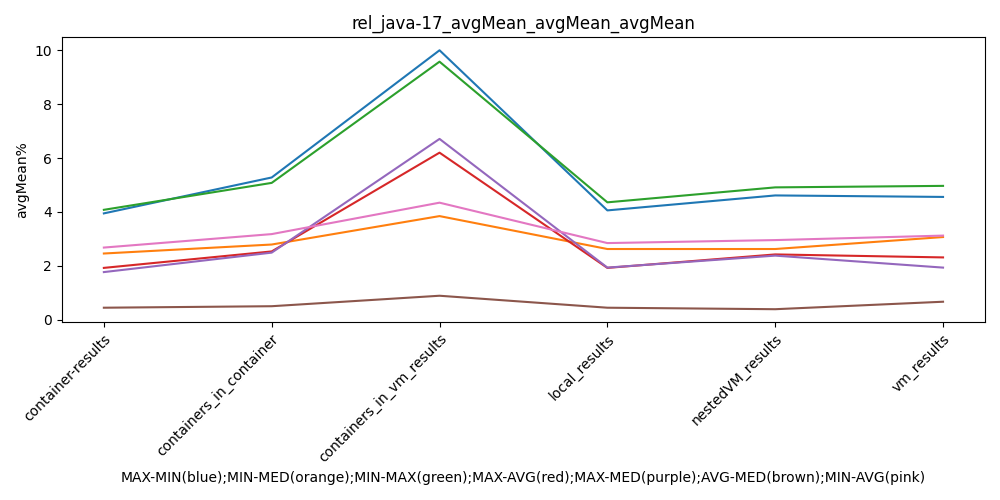 rel_java-17_avgMean_avgMean_avgMean
avgMean%
10
8
6
4
2
0
container-results
containers_in_container
containers_in_vm_results
local_results
nestedVM_results
vm_results
MAX-MIN(blue);MIN-MED(orange);MIN-MAX(green);MAX-AVG(red);MAX-MED(purple);AVG-MED(brown);MIN-AVG(pink)